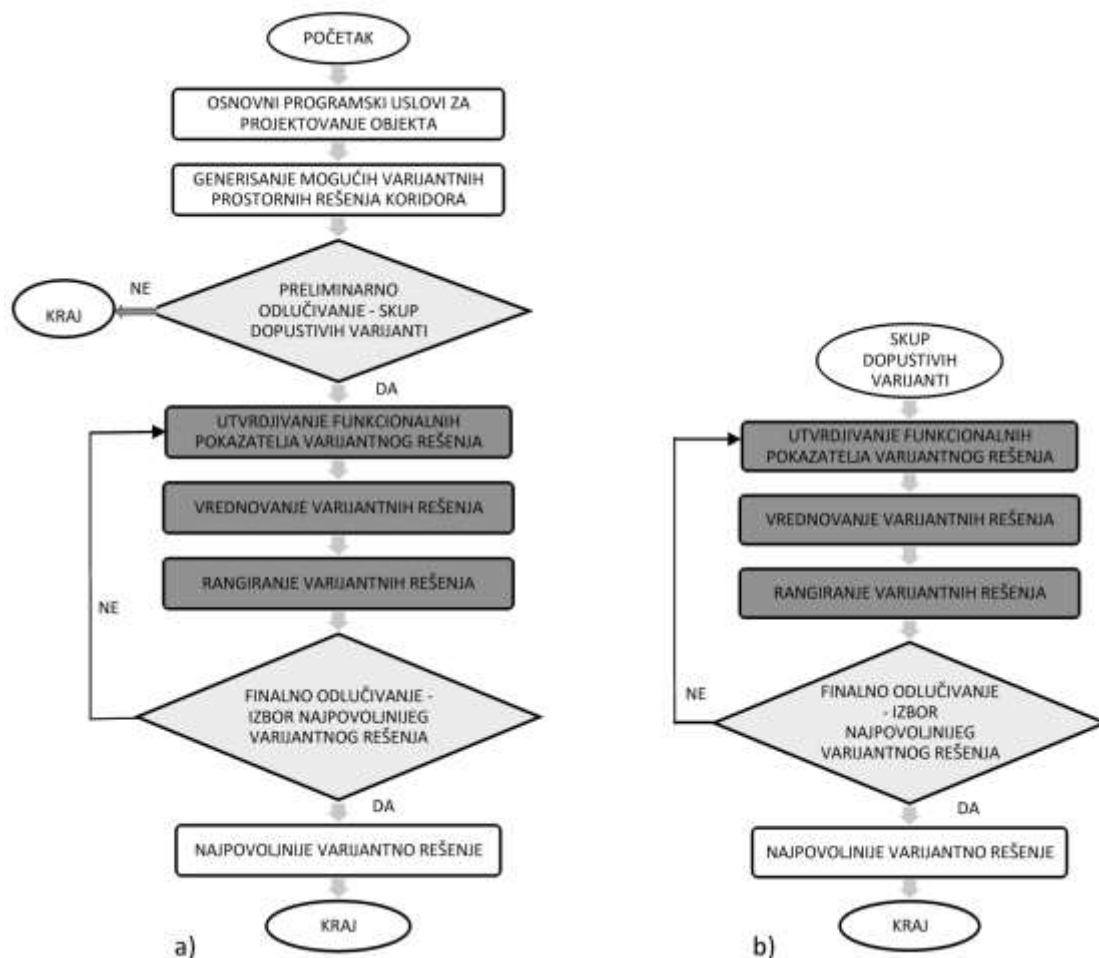 POČETAK
OSNOVNI PROGRAMSKI USLOVI ZA
PROJEKTOVANJE OBJEKTA
GENERISANJE MOGUĆIH VARIJANTNIH
PROSTORNIH REŠENJA KORIDORA
NE
KRAJ
PRELIMINARNO
ODLUČIVANJE - SKUP
DOPUSTIVIH VARIJANTI
DA
UTVRDJIVANJE FUNKCIONALNIH
POKAZATELJA VARIJANTNOG REŠENJA
VREDNOVANJE VARIJANTNIH REŠENJA
RANGIRANJE VARIJANTNIH REŠENJA
NE
FINALNO ODLUČIVANJE -
IZBOR NAJPOVOLJNIJEG
VARIJANTNOG REŠENJA
DA
NAJPOVOLJNIJE VARIJANTNO REŠENJE
KRAJ
a)
SKUP
DOPUSTIVIH
VARIJANTI
UTVRDJIVANJE FUNKCIONALNIH
POKAZATELJA VARIJANTNOG REŠENJA
VREDNOVANJE VARIJANTNIH REŠENJA
RANGIRANJE VARIJANTNIH REŠENJA
NE
FINALNO ODLUČIVANJE
- IZBOR
NAJPOVOLJNIJEG
VARIJANTNOG REŠENJA
DA
NAJPOVOLJNIJE VARIJANTNO REŠENJE
KRAJ
b)